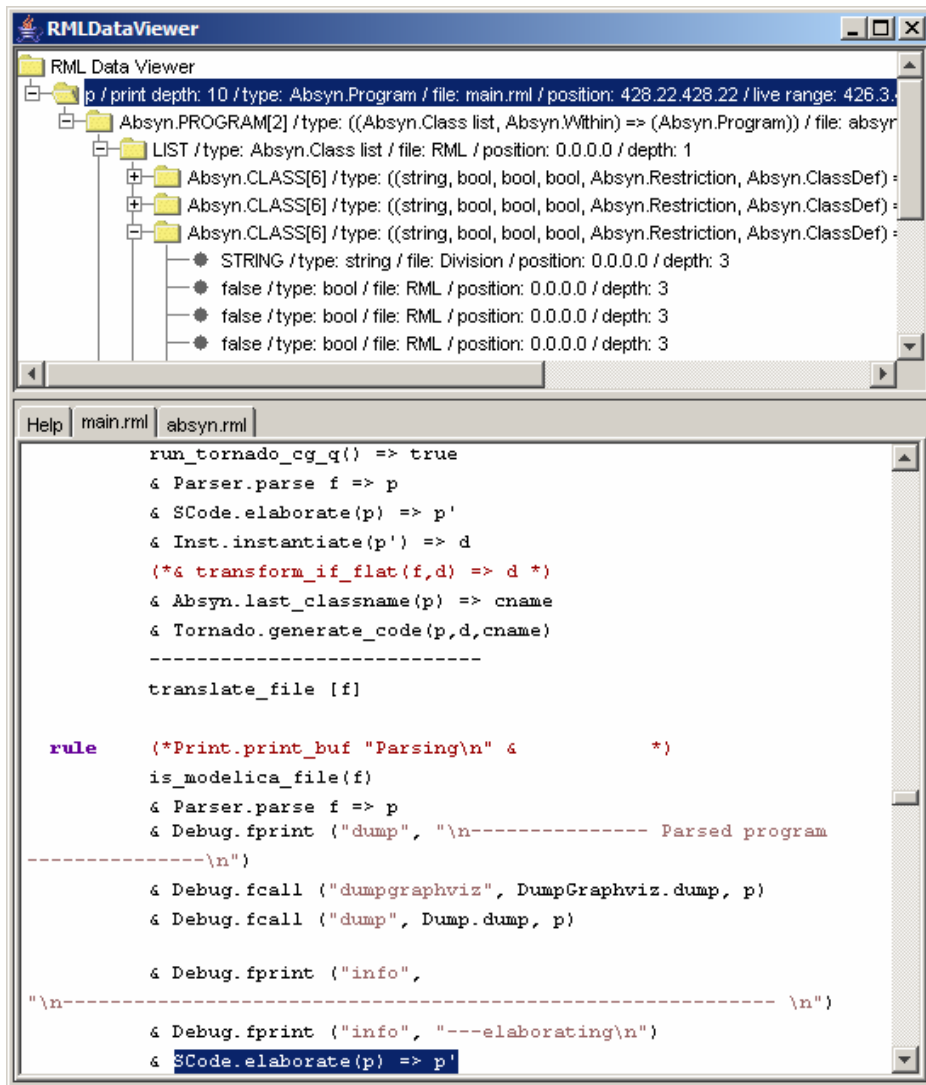 RMLDataViewer
RML Data Viewer
p / print depth: 10 / type: Absyn.Program / file: main.rml / position: 428.22.428.22 / live range: 426.3.
Absyn.PROGRAM[2] / type: ((Absyn.Class list, Absyn.Within) => (Absyn.Program)) / file: absyr
LIST / type: Absyn.Class list / file: RML / position: 0.0.0.0 / depth: 1
Absyn.CLASS[6] / type: ((string, bool, bool, bool, Absyn.Restriction, Absyn.ClassDef) =
Absyn.CLASS[6] / type: ((string, bool, bool, bool, Absyn.Restriction, Absyn.ClassDef) =
Absyn.CLASS[6] / type: ((string, bool, bool, bool, Absyn.Restriction, Absyn.ClassDef) =
STRING / type: string / file: Division / position: 0.0.0.0 / depth: 3
false / type: bool / file: RML / position: 0.0.0.0 / depth: 3
false / type: bool / file: RML / position: 0.0.0.0 / depth: 3
false / type: bool / file: RML / position: 0.0.0.0 / depth: 3
Help main.rml absyn.rml
run_tornado_cg_q() => true
& Parser.parse f => p
& SCode.elaborate(p) => p'
& Inst.instantiate(p') => d
(*& transform_if_flat(f,d) => d *)
& Absyn.last_classname(p) => cname
& Tornado.generate_code(p,d,cname)
----------------------------
translate_file [f]
rule (*Print.print_buf "Parsing\n" & *)
is_modelica_file(f)
& Parser.parse f => p
& Debug.fprint ("dump", "\n--------------- Parsed program
---------------\n")
& Debug.fcall ("dumpgraphviz", DumpGraphviz.dump, p)
& Debug.fcall ("dump", Dump.dump, p)
& Debug.fprint ("info",
"\n------------------------------------------------------------ \n")
& Debug.fprint ("info", "---elaborating\n")
& SCode.elaborate(p) => p'